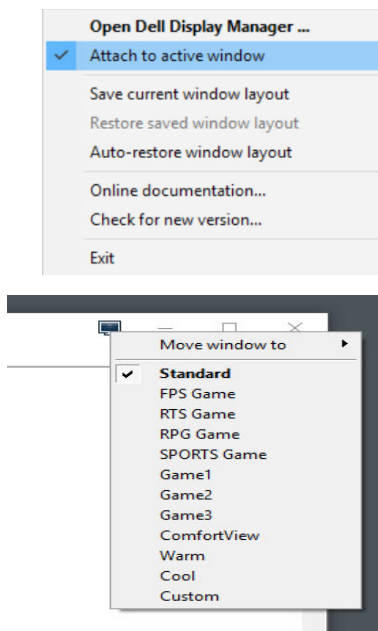 Open Dell Display Manager ...
Attach to active window
Save current window layout
Restore saved window layout
Auto-restore window layout
Online documentation...
Check for new version...
Exit
Move window to
Standard
FPS Game
RTS Game
RPG Game
SPORTS Game
Game1
Game2
Game3
ComfortView
Warm
Cool
Custom